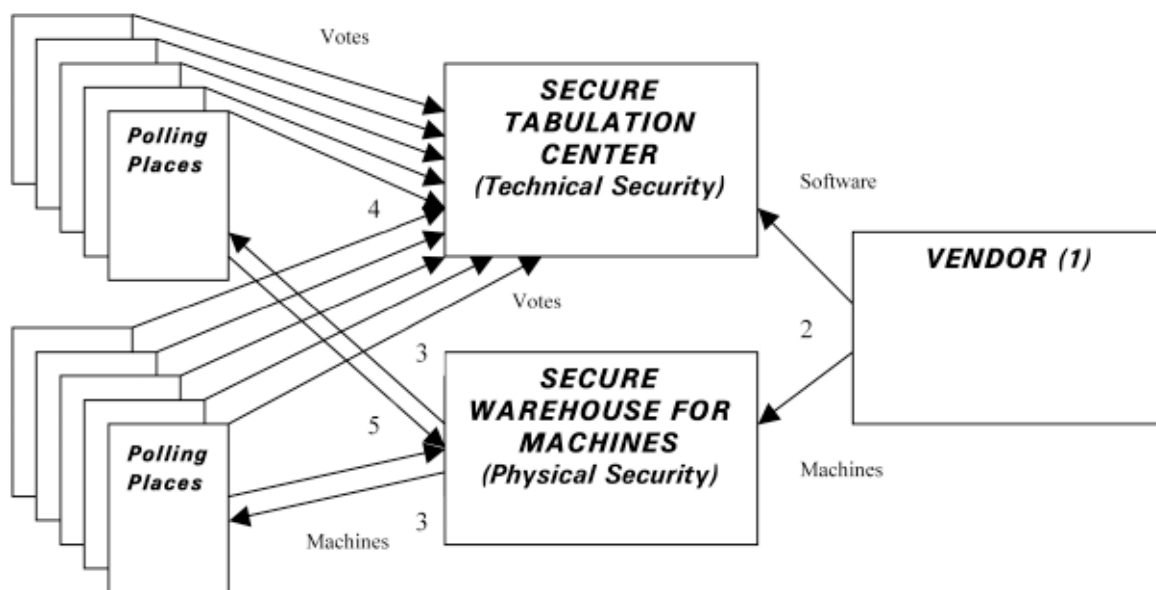 Votes
Polling
Places
SECURE
TABULATION
CENTER
(Technical Security)
Software
VENDOR (1)
4
Votes
2
3
5
SECURE
WAREHOUSE FOR
MACHINES
(Physical Security)
Machines
Polling
Places
3
Machines